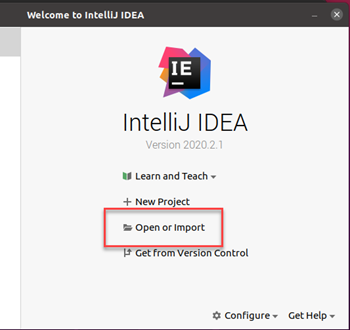 Welcome to IntelliJ IDEA
IE
IntelliJ IDEA
Version 2020.2.1
Learn and Teach
New Project
Open or Import
Get from Version Control
Configure
Get Help